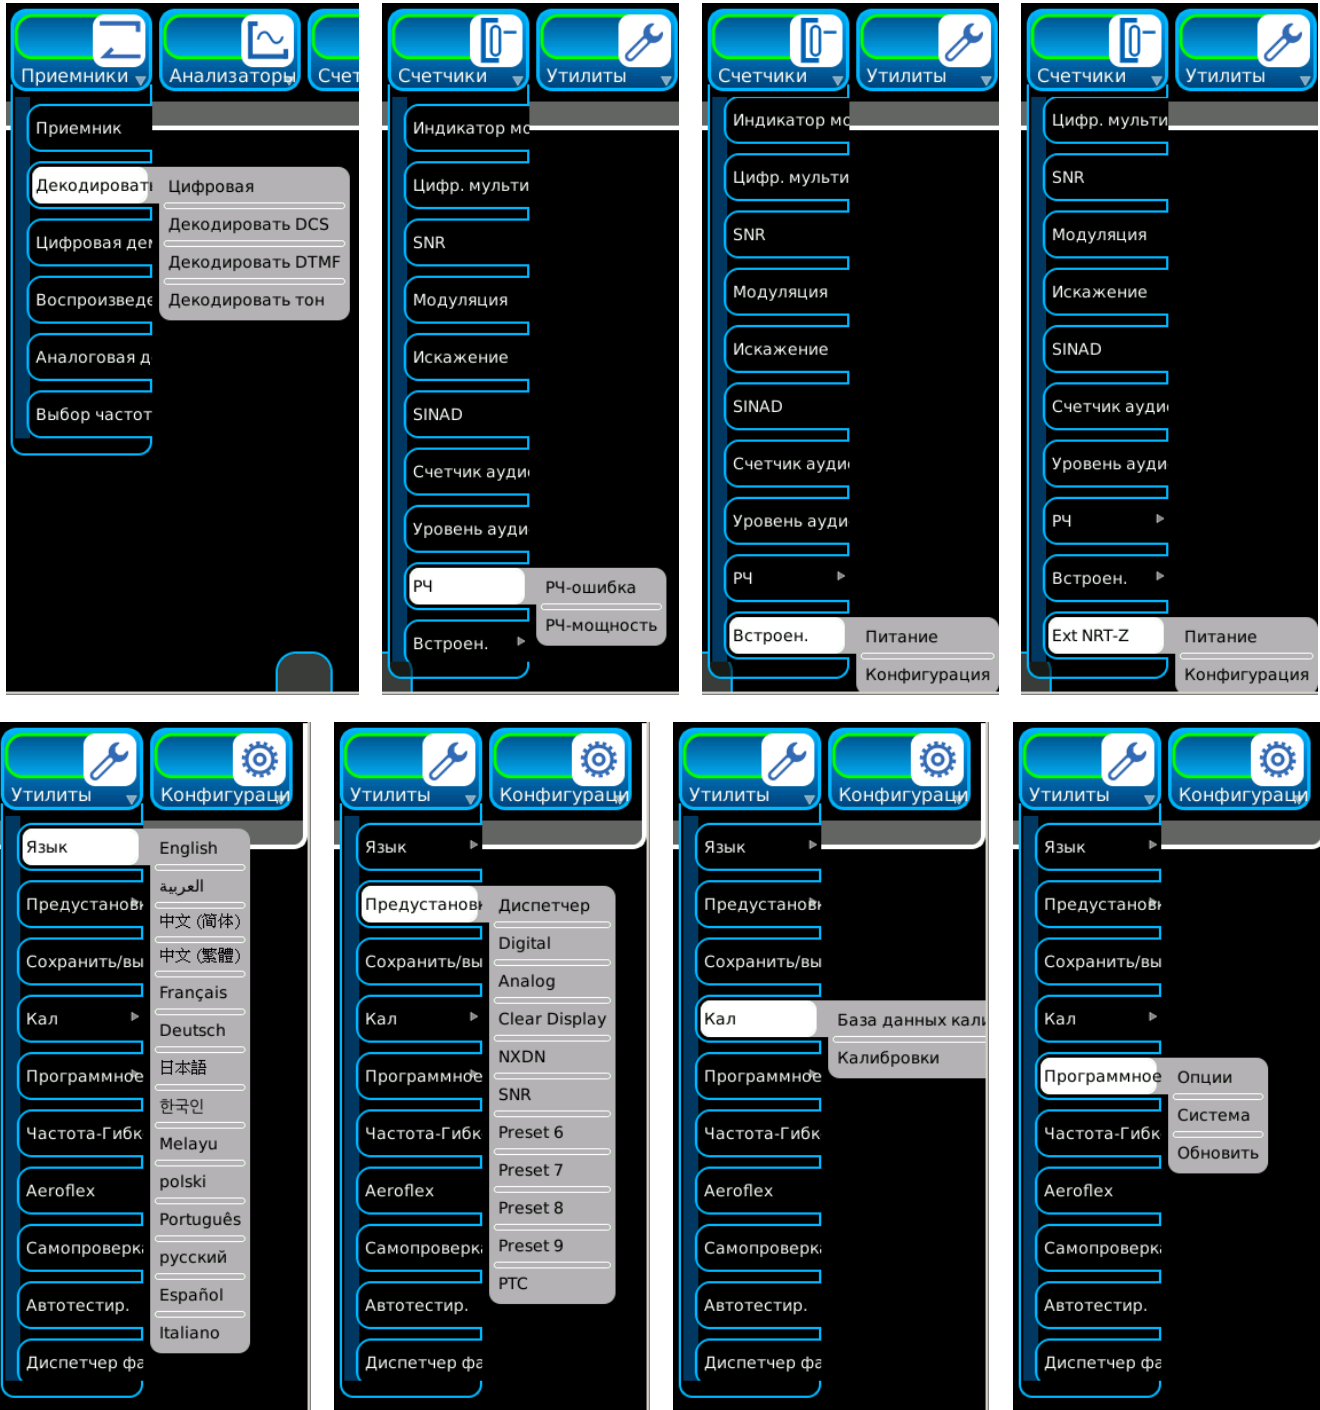 Приемники
Анализаторы
Счет
Приемник
Декодировать
Цифровая
Декодировать DCS
Декодировать DTMF
Декодировать тон
Цифровая де
Воспроизведе
Аналоговая д
Выбор частот
Счетчики
Утилиты
Индикатор мо
Цифр. мульти
SNR
Модуляция
Искажение
SINAD
Счетчик ауди
Уровень ауди
РЧ
РЧ-ошибка
РЧ-мощность
Встроен.
Счетчики
Утилиты
Индикатор мо
Цифр. мульти
SNR
Модуляция
Искажение
SINAD
Счетчик ауди
Уровень ауди
РЧ
Встроен.
Питание
Конфигурация
Счетчики
Утилиты
Цифр. мульти
SNR
Модуляция
Искажение
SINAD
Счетчик ауди
Уровень ауди
РЧ
Встроен.
Ext NRT-Z
Питание
Конфигурация
Утилиты
Конфигураци
Язык
English
العربية
中文 (简体)
中文 (繁體)
Français
Deutsch
日本語
한국인
Melayu
polski
Português
русский
Español
Italiano
Предустанов
Сохранить/вы
Кал
Программное
Частота-Гибк
Aeroflex
Самопроверк
Автотестир.
Диспетчер фа
Утилиты
Конфигураци
Язык
Предустанов
Диспетчер
Digital
Analog
Clear Display
NXDN
SNR
Preset 6
Preset 7
Preset 8
Preset 9
PTC
Сохранить/вы
Кал
Программное
Частота-Гибк
Aeroflex
Самопроверк
Автотестир.
Диспетчер фа
Утилиты
Конфигураци
Язык
Предустанов
Сохранить/вы
Кал
База данных кали
Калибровки
Программное
Частота-Гибк
Aeroflex
Самопроверк
Автотестир.
Диспетчер фа
Утилиты
Конфигураци
Язык
Предустанов
Сохранить/вы
Кал
Программное
Опции
Система
Обновить
Частота-Гибк
Aeroflex
Самопроверк
Автотестир.
Диспетчер фа